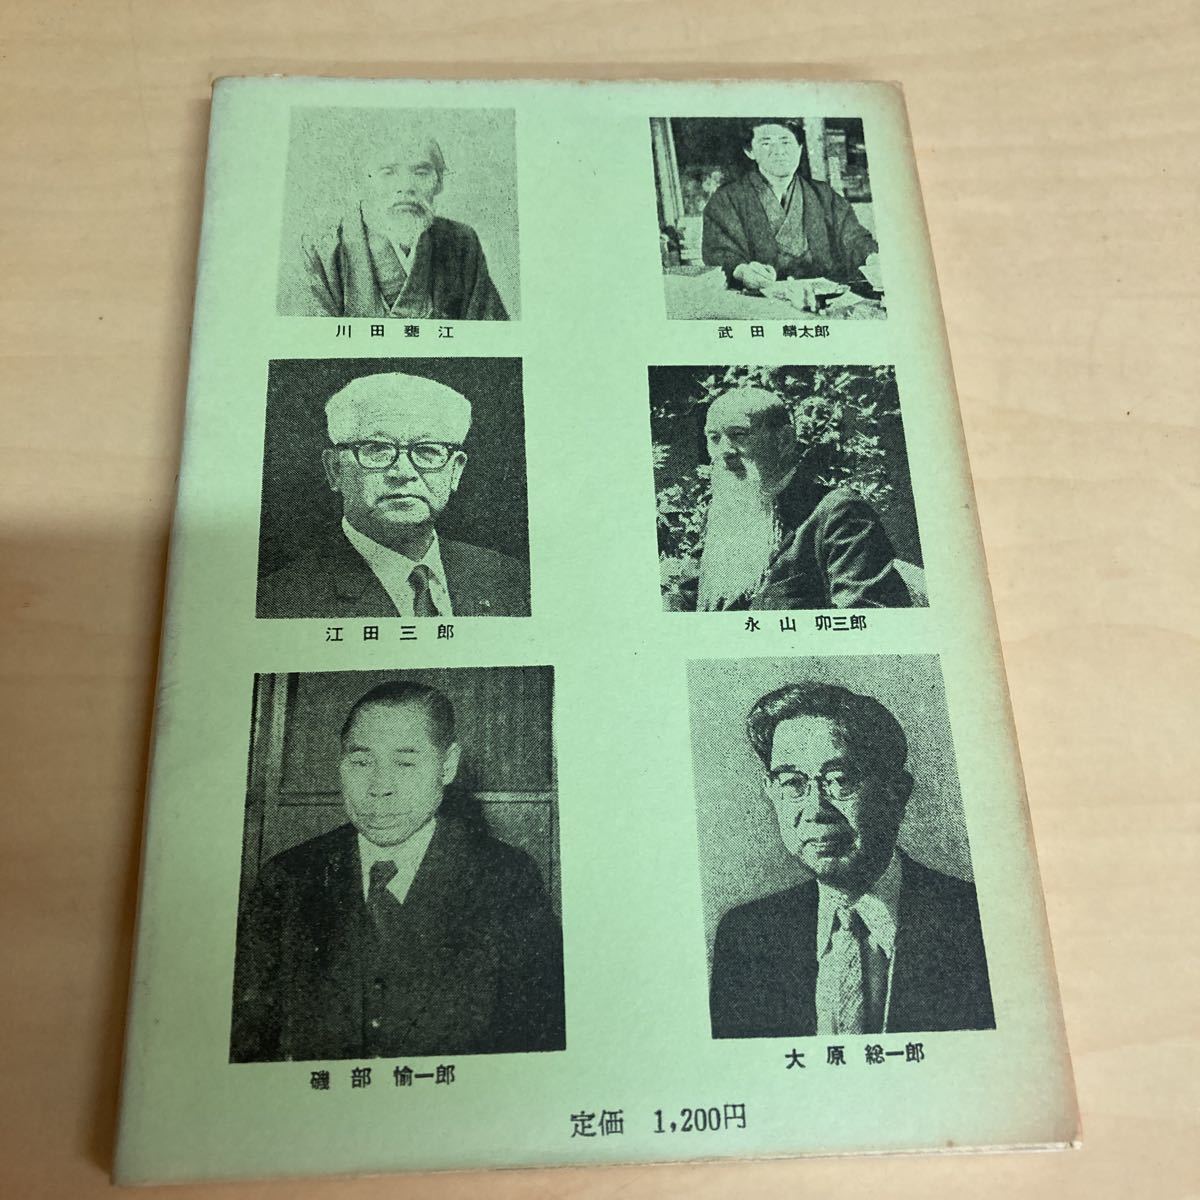 川田甕江
武田麟太郎
江田三郎
永山卯三郎
磯部愉一郎
大原総一郎
定価 1,200円